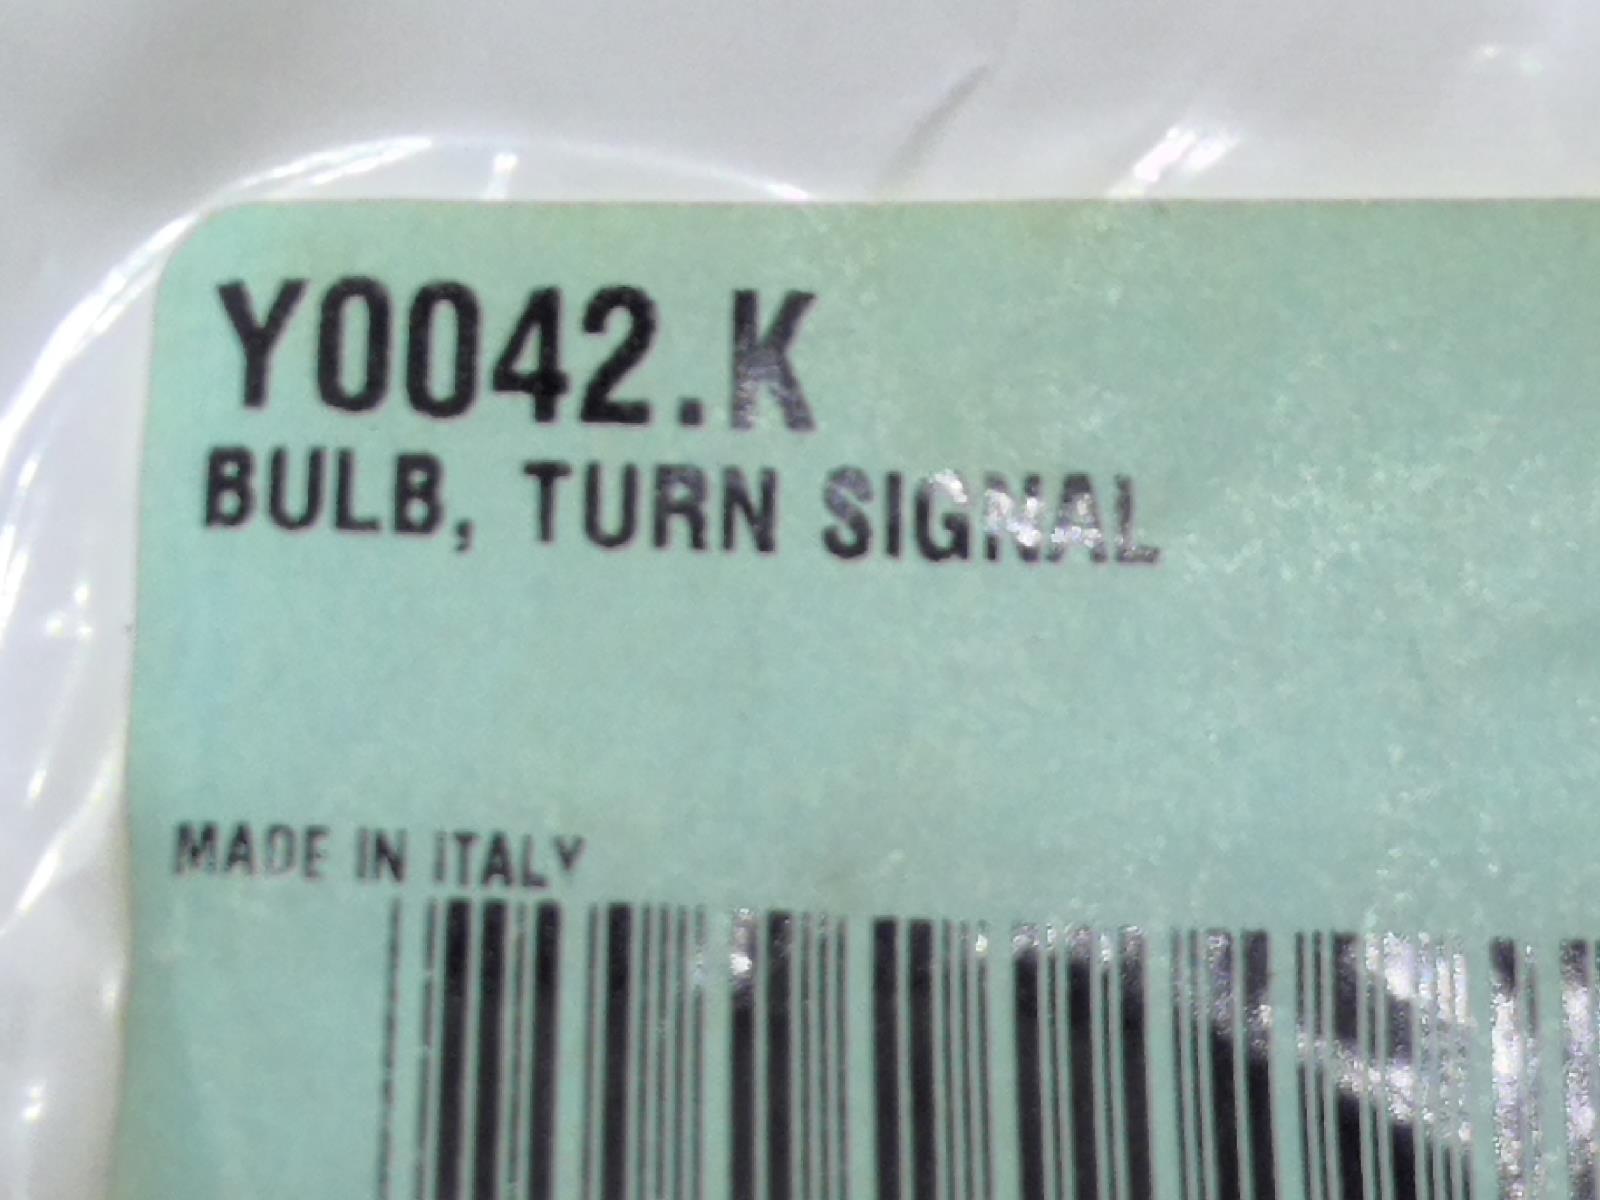 Y0042.K
BULB, TURN SIGNAL
MADE IN ITALY